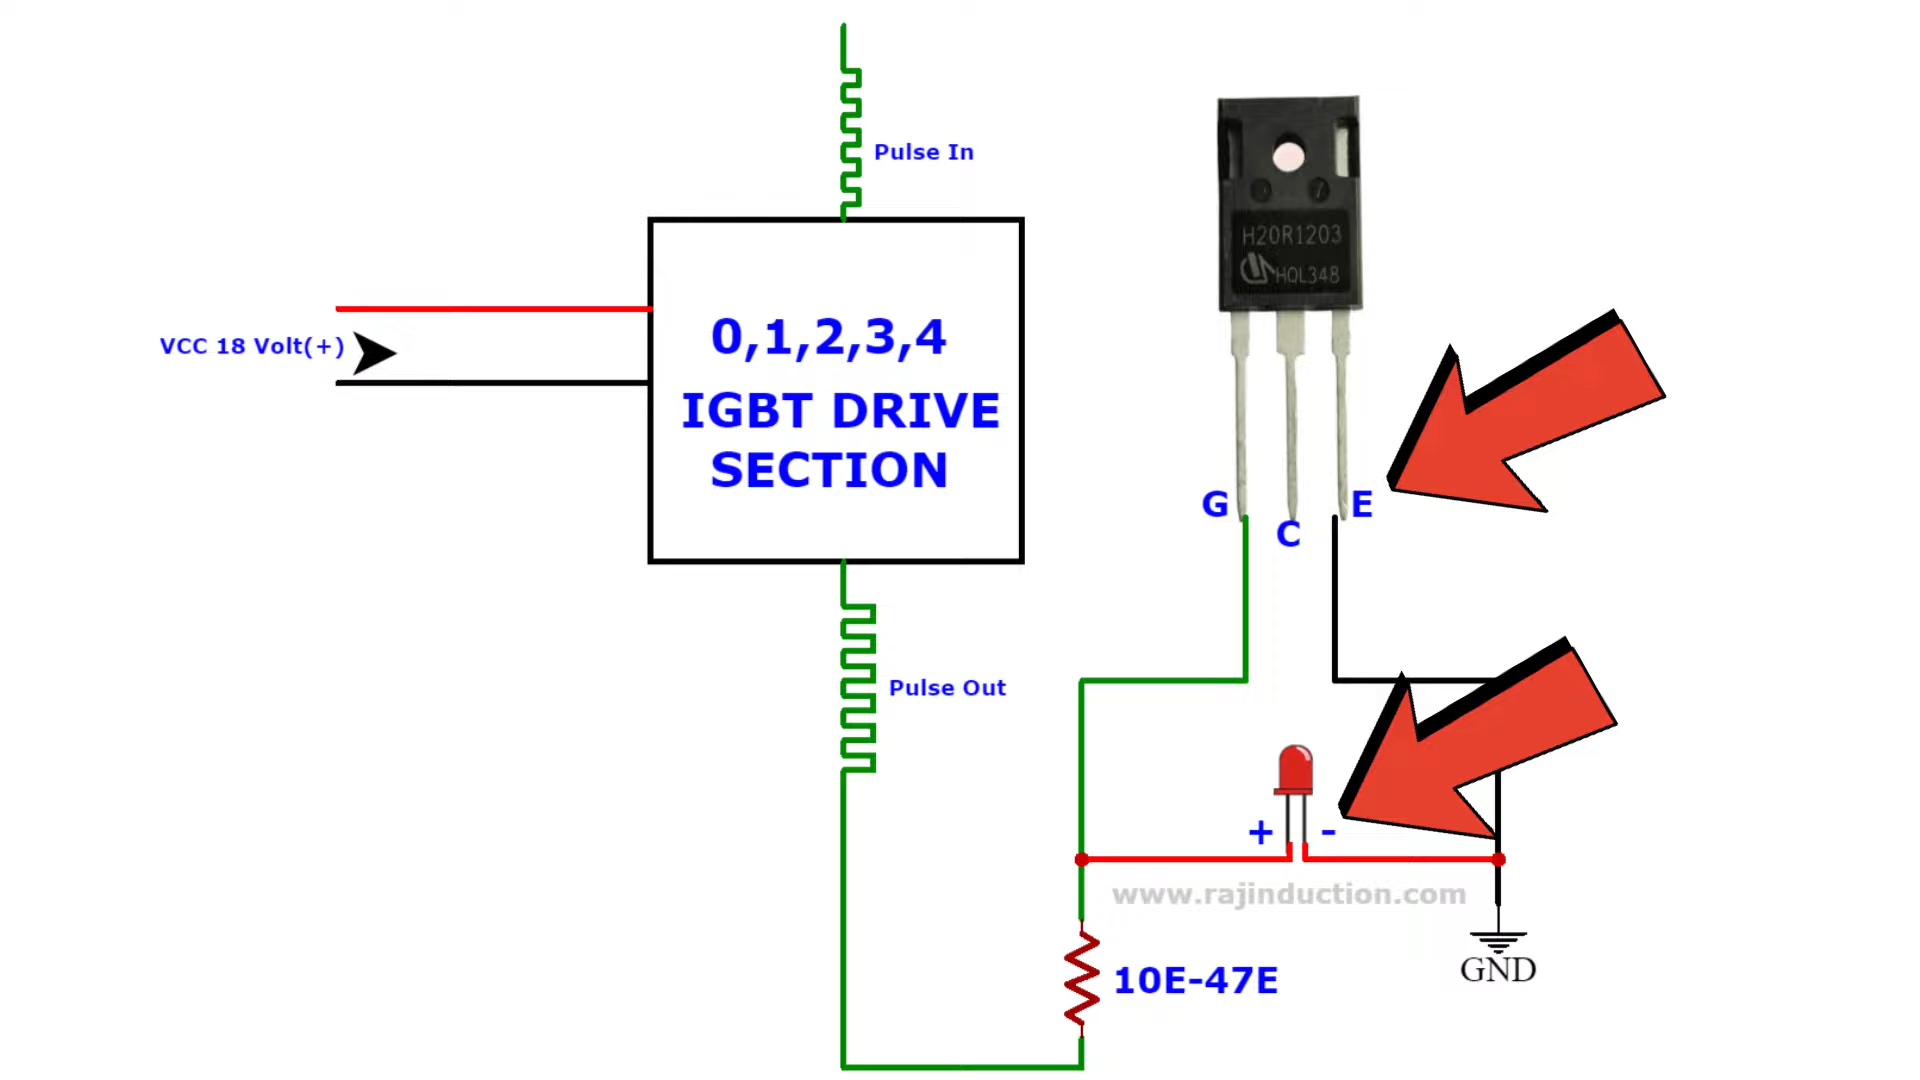 Pulse In
H20R1203
HQL348
VCC 18 Volt(+)
0,1,2,3,4
IGBT DRIVE
SECTION
G
C
E
Pulse Out
+
-
www.rajinduction.com
10E-47E
GND